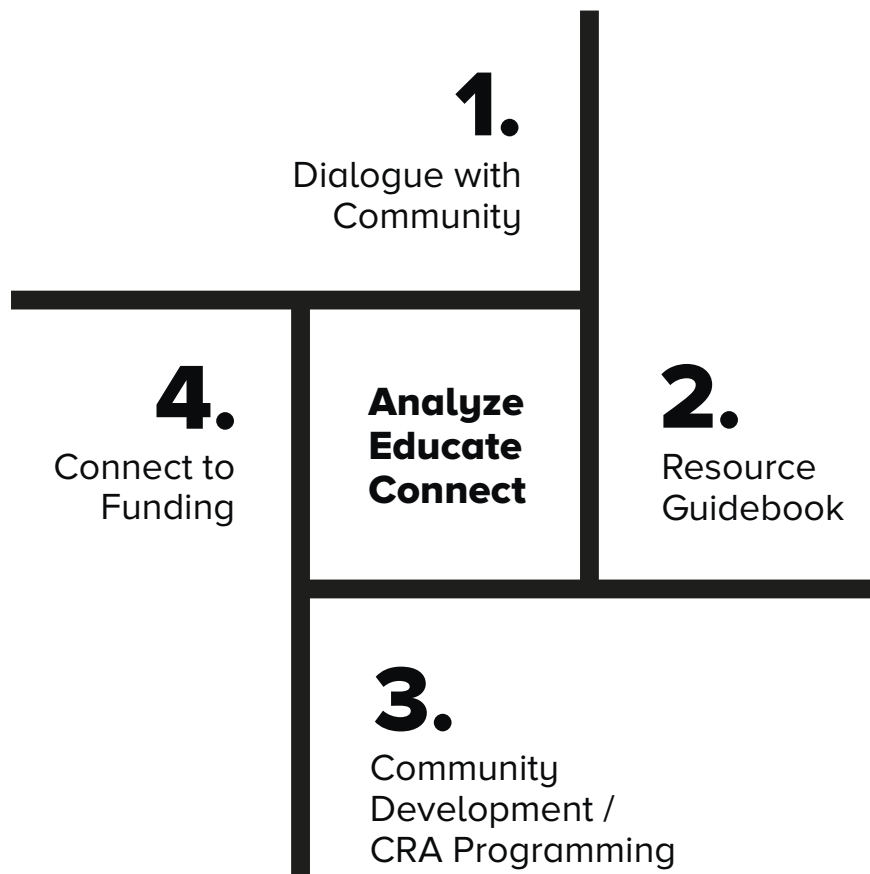 1.
Dialogue with
Community
2.
Resource
Guidebook
3.
Community
Development /
CRA Programming
4.
Connect to
Funding
Analyze
Educate
Connect